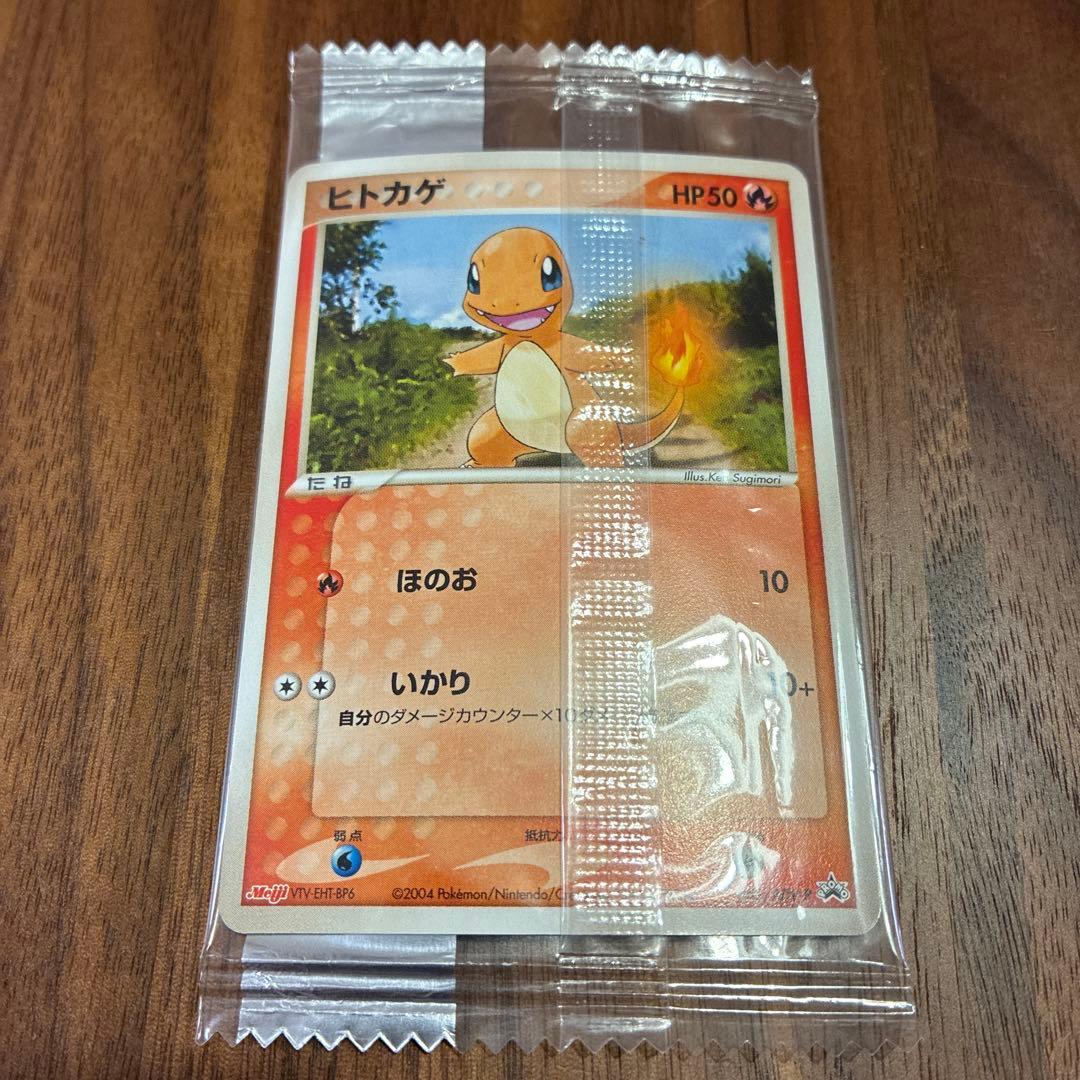 ヒトカゲ HP50
たね Illus.Ken Sugimori
ほのお 10
いかり 10+
自分のダメージカウンター×10
弱点 抵抗力
Meiji VTV-EHT-BP6 ©2004 Pokémon/Nintendo/
PROMO